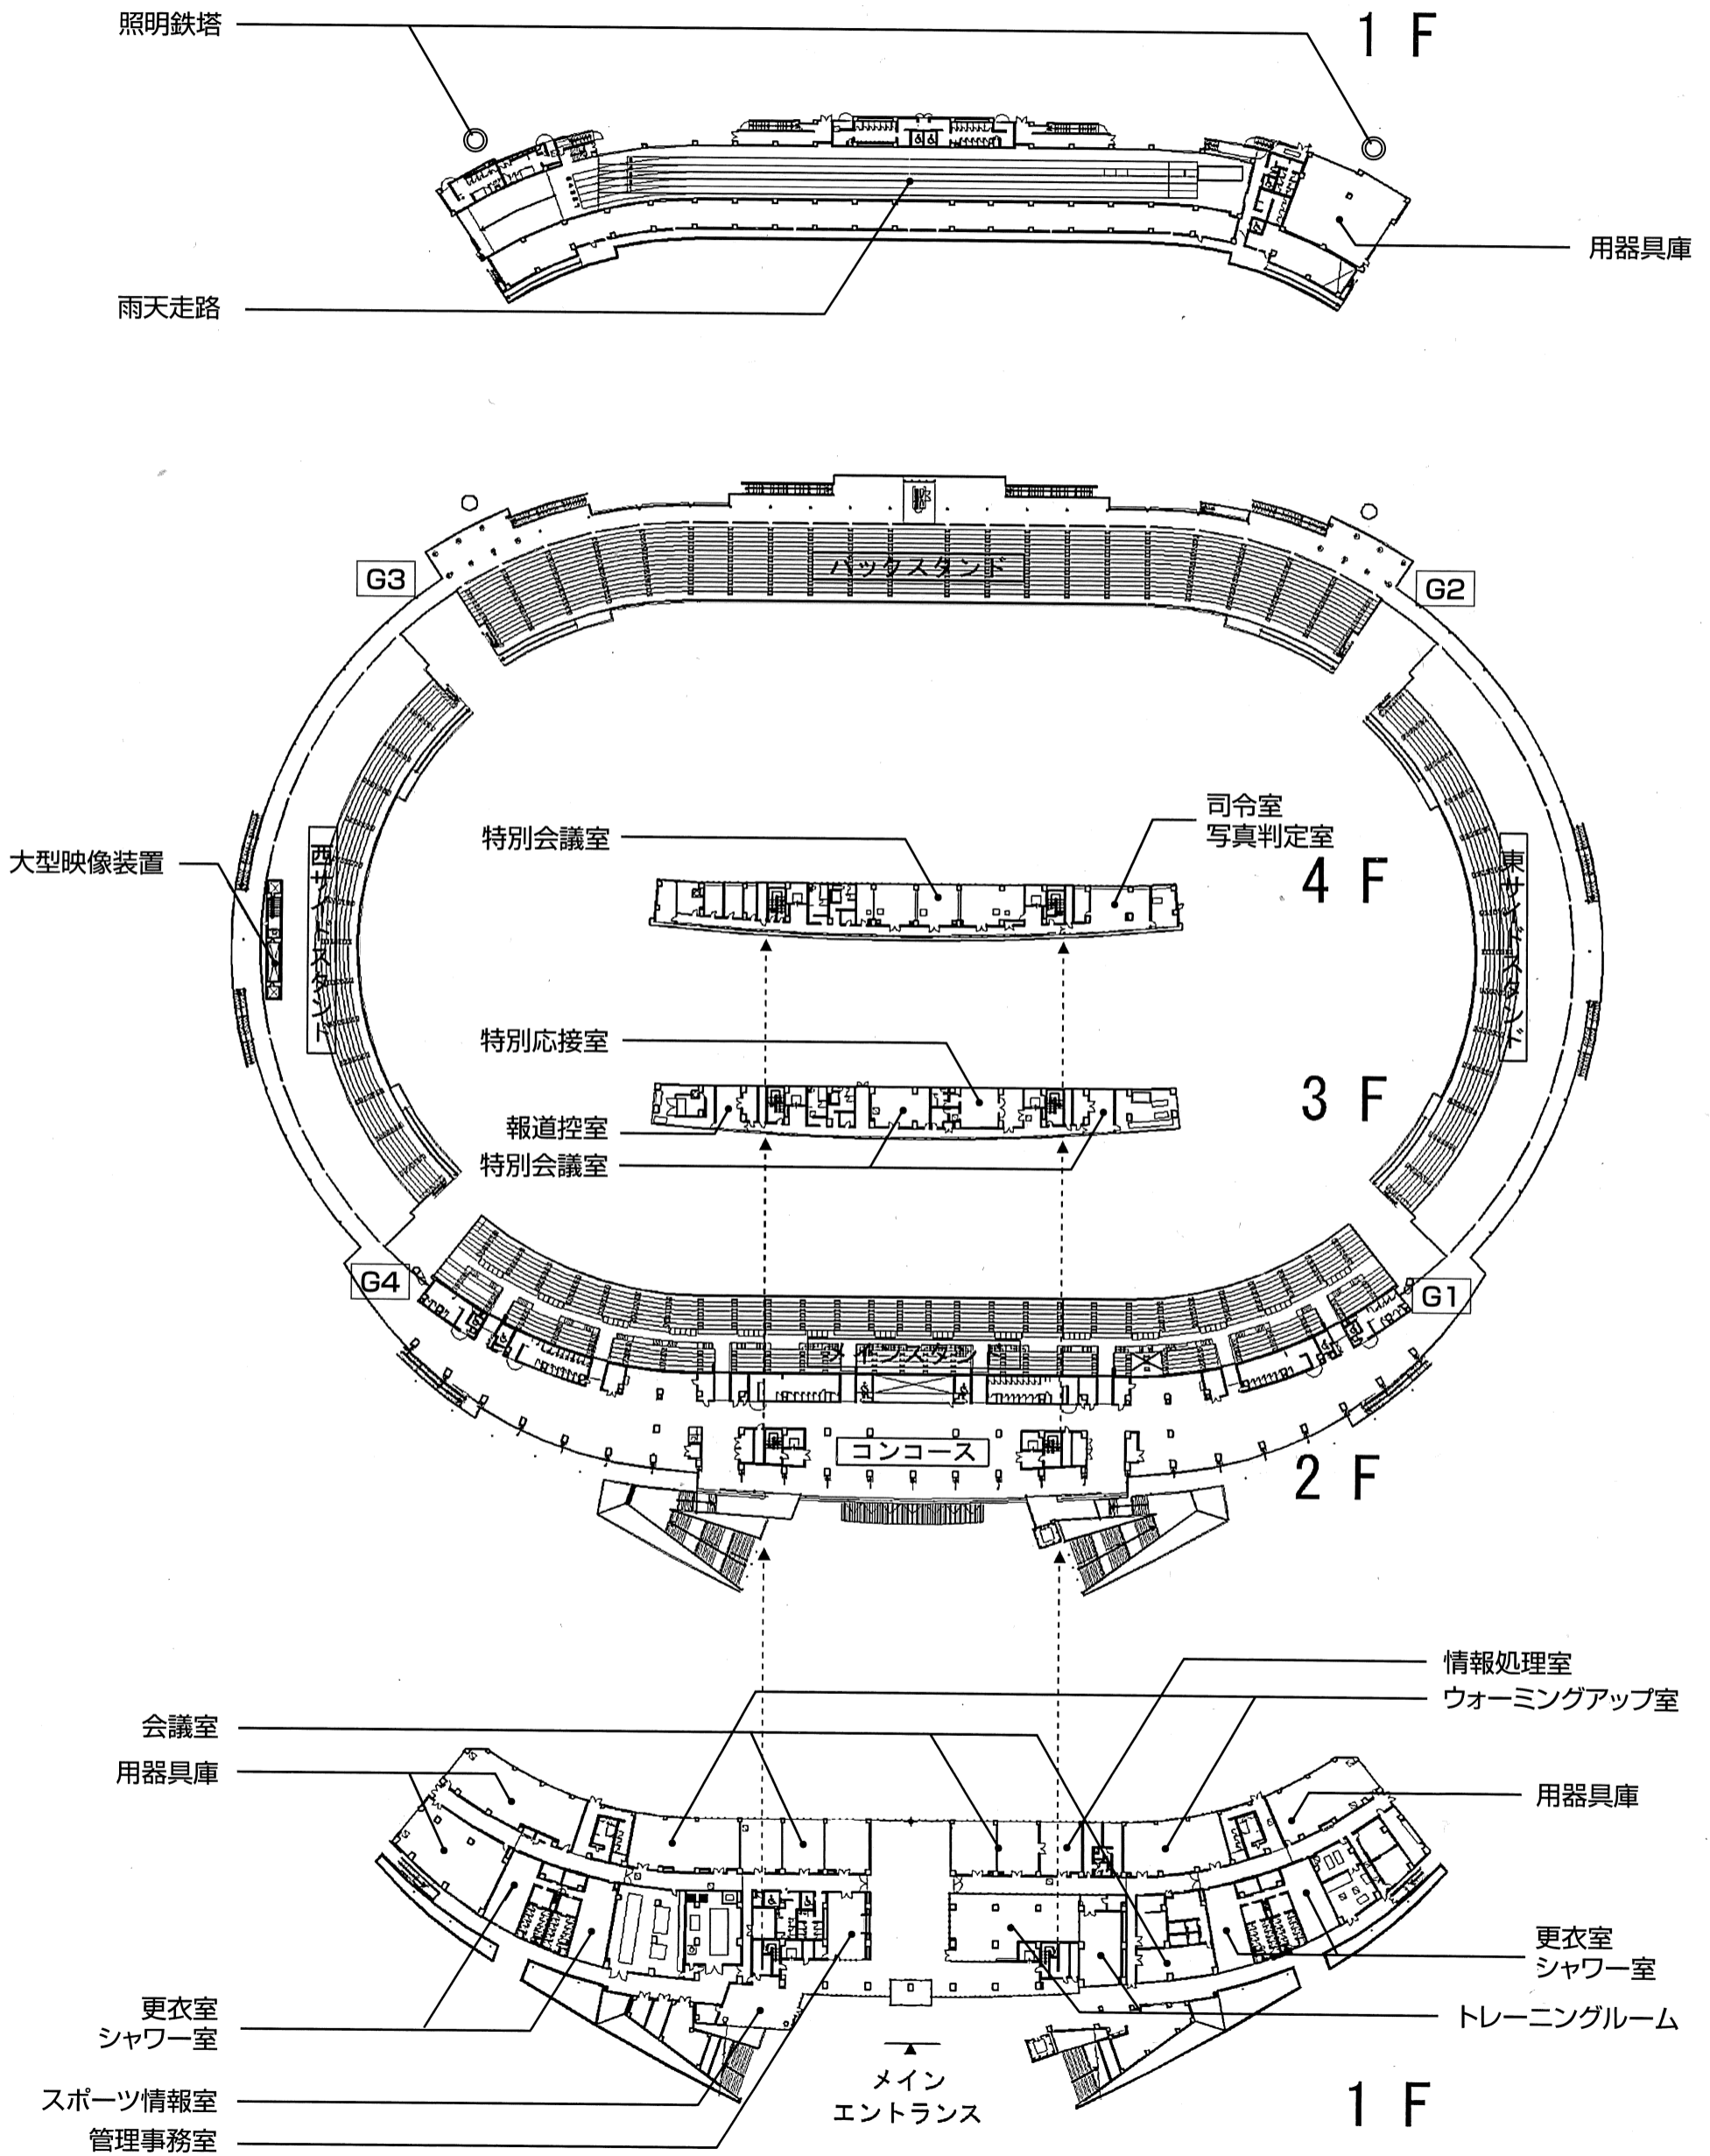 照明鉄塔
1 F
用器具庫
雨天走路
G3
バックスタンド
G2
司令室
写真判定室
特別会議室
4 F
大型映像装置
西サイドスタンド
東サイドスタンド
特別応接室
3 F
報道控室
特別会議室
G4
G1
メインスタンド
コンコース
2 F
情報処理室
ウォーミングアップ室
会議室
用器具庫
用器具庫
更衣室
シャワー室
更衣室
シャワー室
トレーニングルーム
メイン
エントランス
スポーツ情報室
管理事務室
1 F